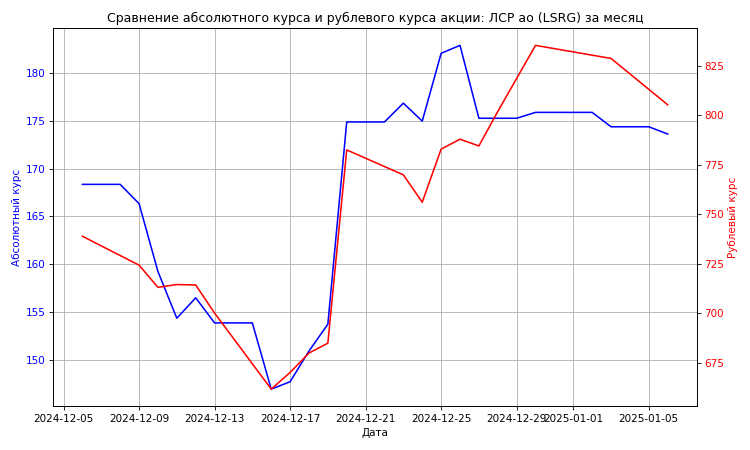 Сравнение абсолютного курса и рублевого курса акции: ЛСР ао (LSRG) за месяц
Абсолютный курс
180
175
170
165
160
155
150
825
800
775
750
725
700
675
Рублевый курс
2024-12-05 2024-12-09 2024-12-13 2024-12-17 2024-12-21 2024-12-25 2024-12-29 2025-01-01 2025-01-05
Дата